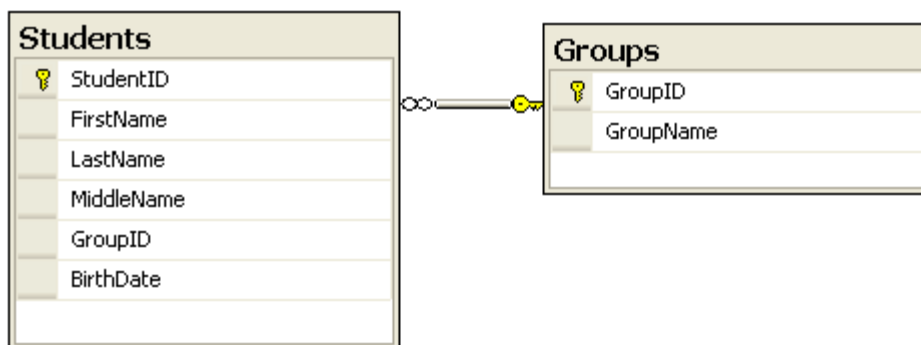 Students
StudentID
FirstName
LastName
MiddleName
GroupID
BirthDate
Groups
GroupID
GroupName